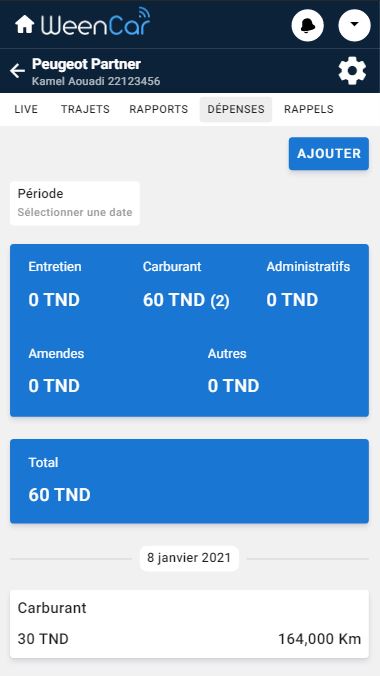 WeenCar
Peugeot Partner
Kamel Aouadi 22123456
LIVE TRAJETS RAPPORTS DÉPENSES RAPPELS
AJOUTER
Période
Sélectionner une date
Entretien Carburant Administratifs
0 TND 60 TND (2) 0 TND
Amendes Autres
0 TND 0 TND
Total
60 TND
8 janvier 2021
Carburant
30 TND 164,000 Km